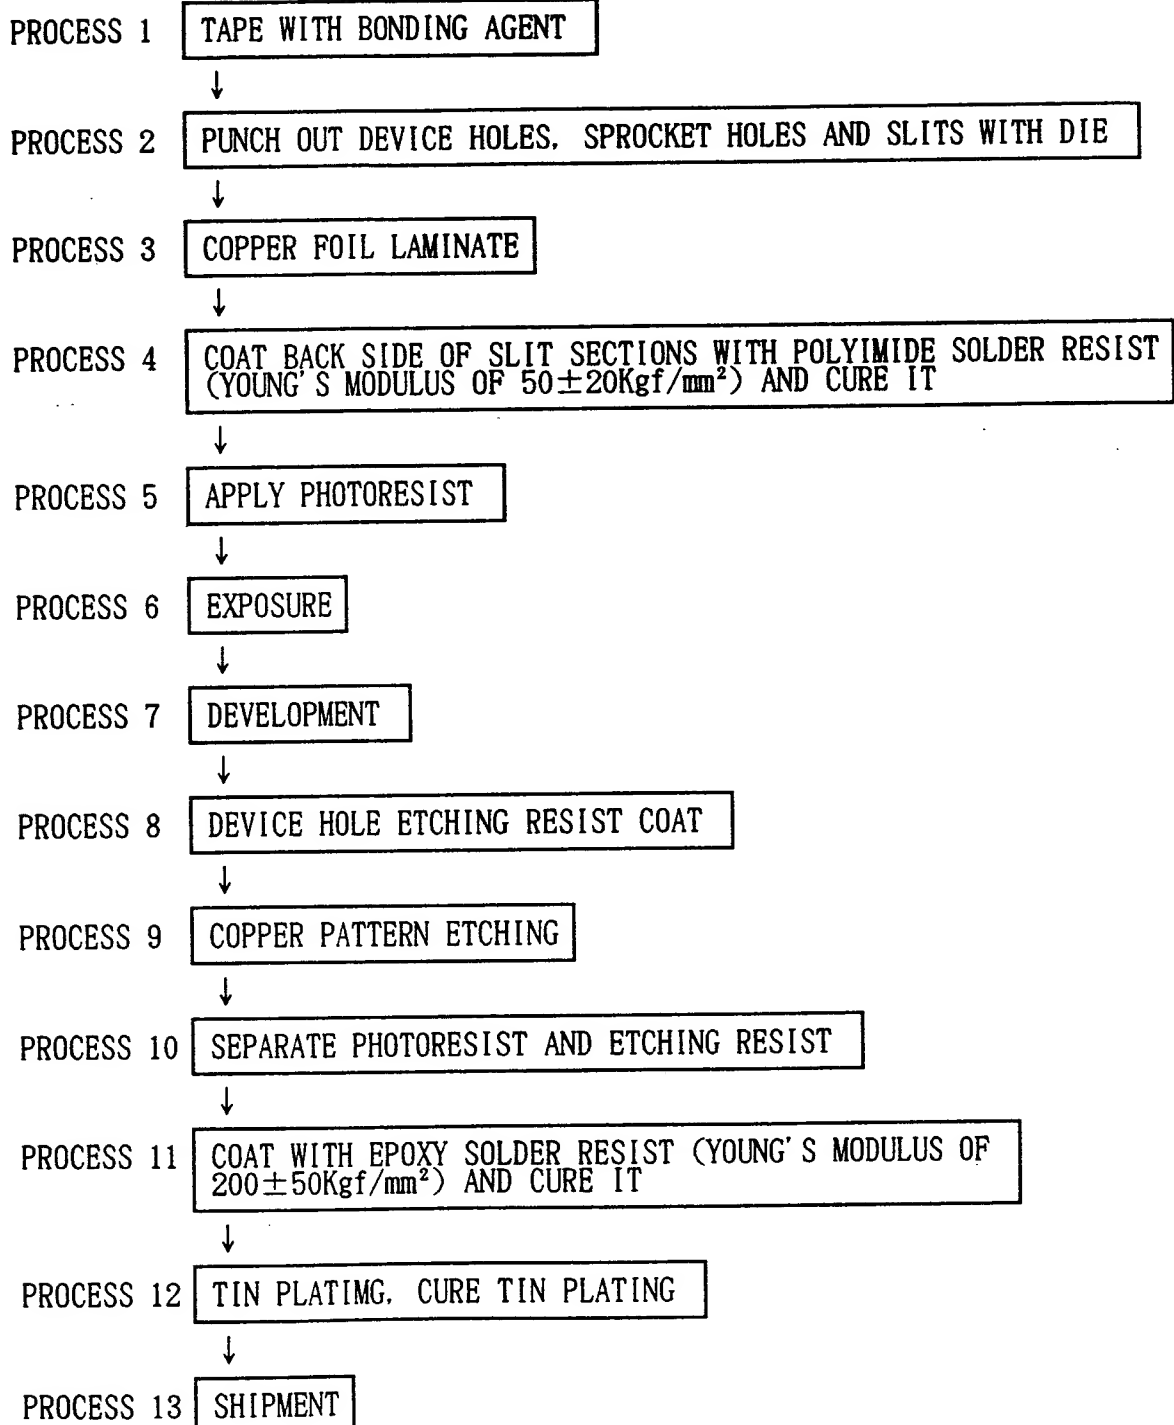 PROCESS 1 TAPE WITH BONDING AGENT
↓
PROCESS 2 PUNCH OUT DEVICE HOLES, SPROCKET HOLES AND SLITS WITH DIE
↓
PROCESS 3 COPPER FOIL LAMINATE
↓
PROCESS 4 COAT BACK SIDE OF SLIT SECTIONS WITH POLYIMIDE SOLDER RESIST
(YOUNG'S MODULUS OF 50±20Kgf/mm²) AND CURE IT
↓
PROCESS 5 APPLY PHOTORESIST
↓
PROCESS 6 EXPOSURE
↓
PROCESS 7 DEVELOPMENT
↓
PROCESS 8 DEVICE HOLE ETCHING RESIST COAT
↓
PROCESS 9 COPPER PATTERN ETCHING
↓
PROCESS 10 SEPARATE PHOTORESIST AND ETCHING RESIST
↓
PROCESS 11 COAT WITH EPOXY SOLDER RESIST (YOUNG'S MODULUS OF
200±50Kgf/mm²) AND CURE IT
↓
PROCESS 12 TIN PLATIMG, CURE TIN PLATING
↓
PROCESS 13 SHIPMENT